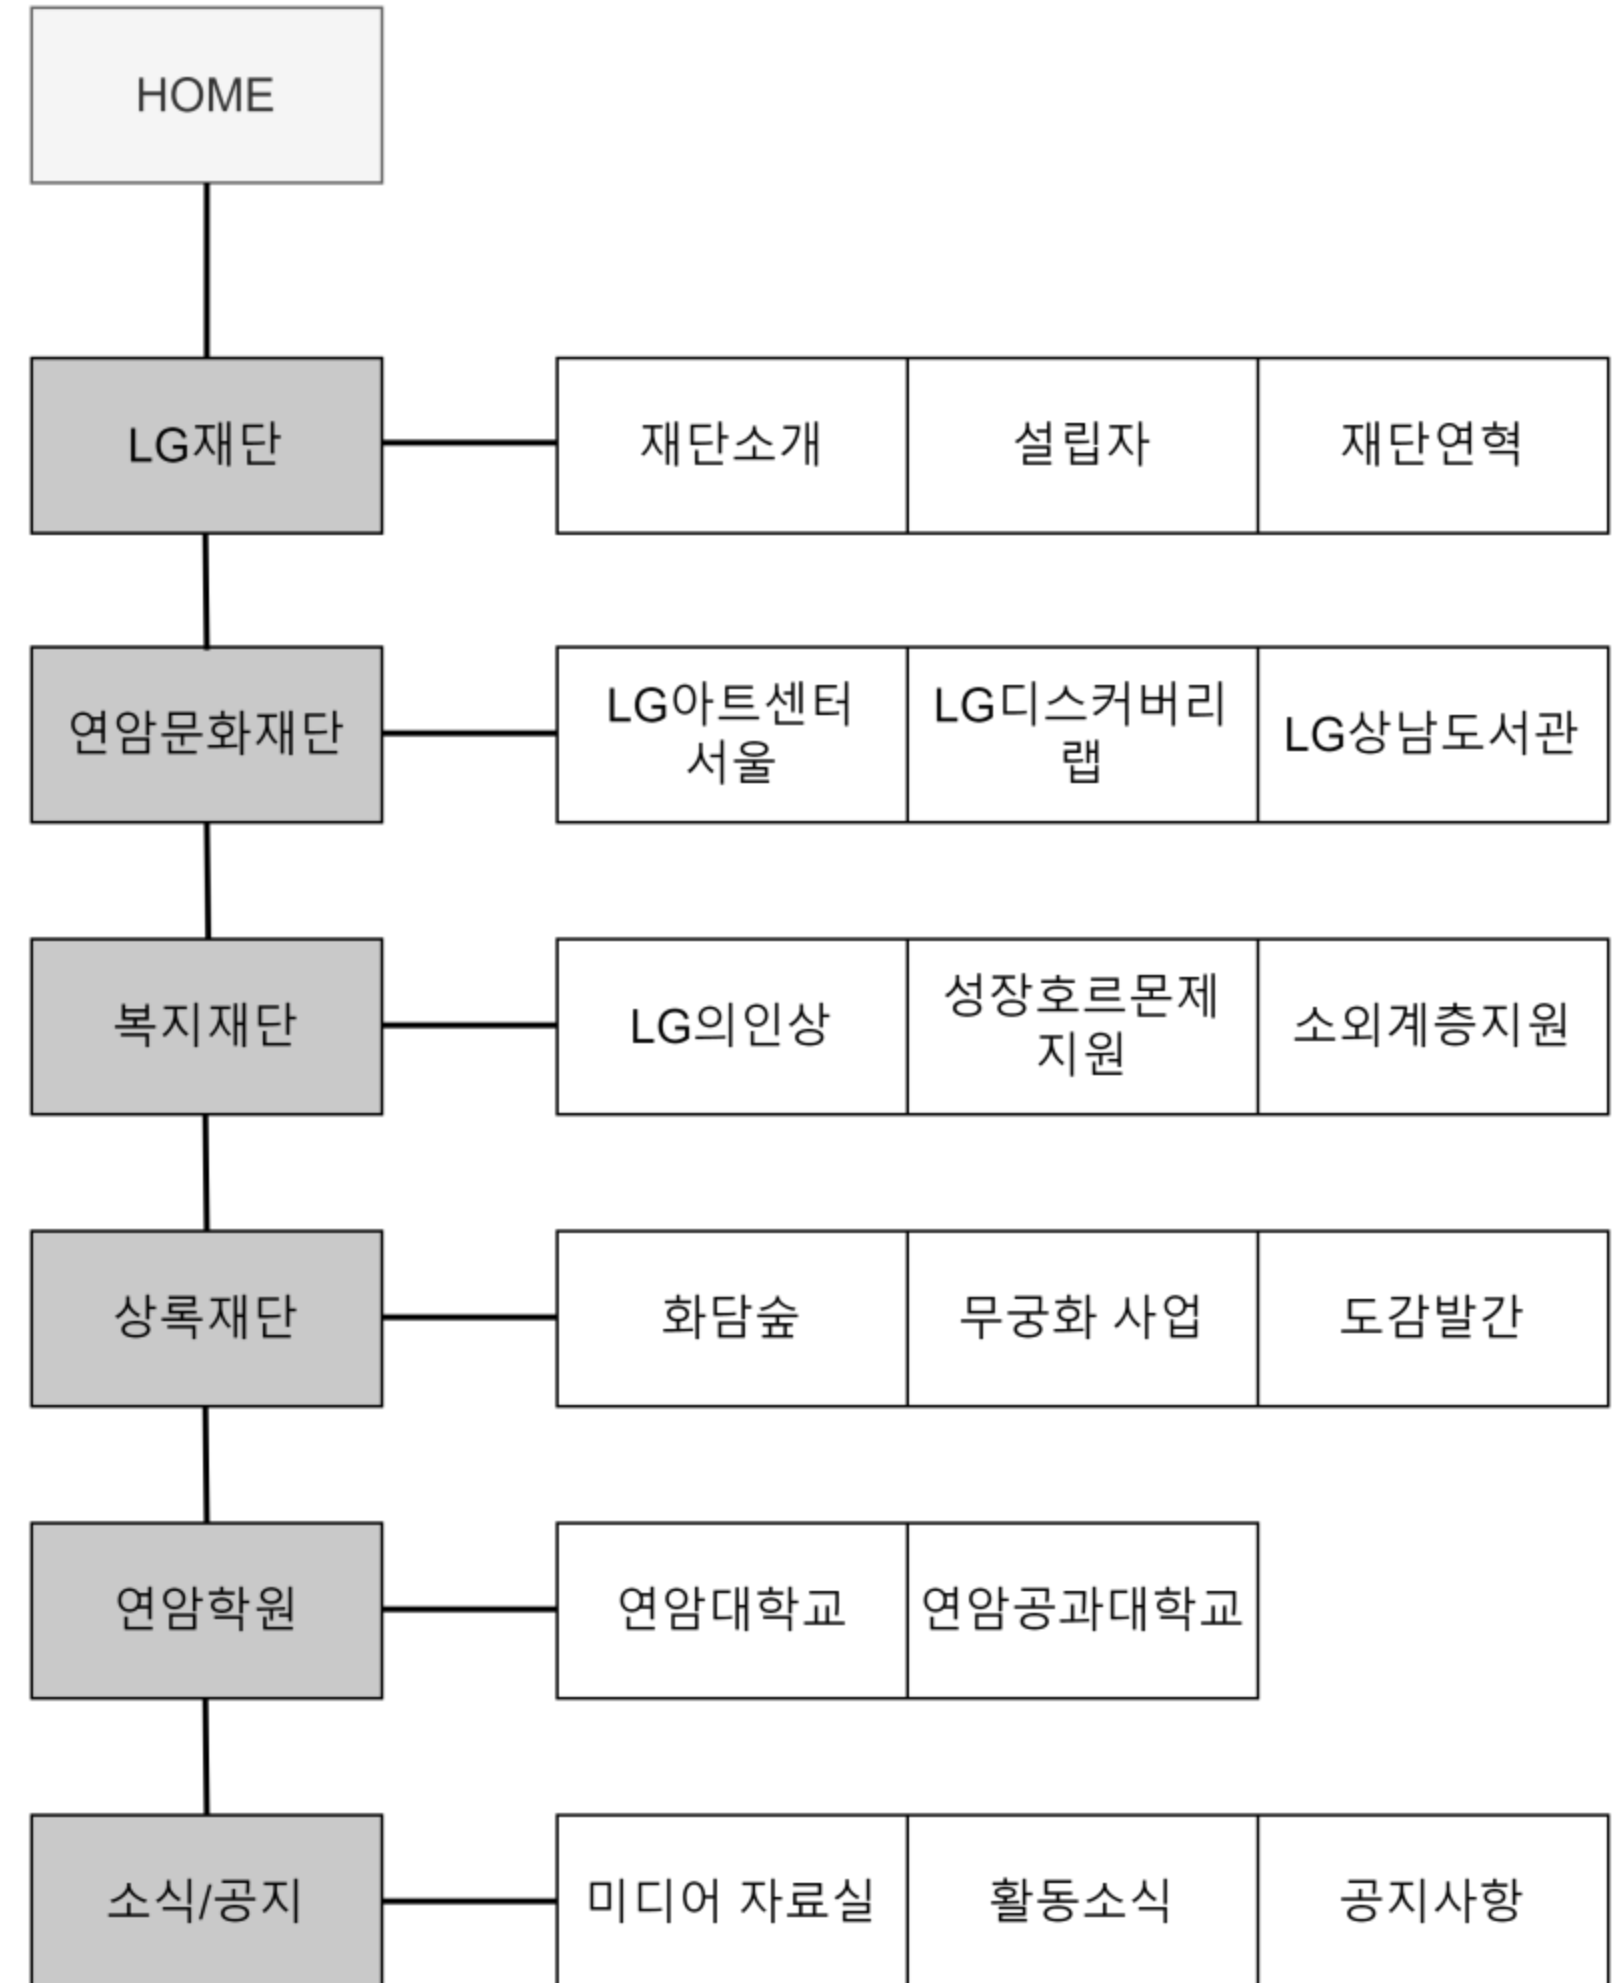 HOME
LG재단
재단소개
설립자
재단연혁
연암문화재단
LG아트센터
서울
LG디스커버리
랩
LG상남도서관
복지재단
LG의인상
성장호르몬제
지원
소외계층지원
상록재단
화담숲
무궁화 사업
도감발간
연암학원
연암대학교
연암공과대학교
소식/공지
미디어 자료실
활동소식
공지사항